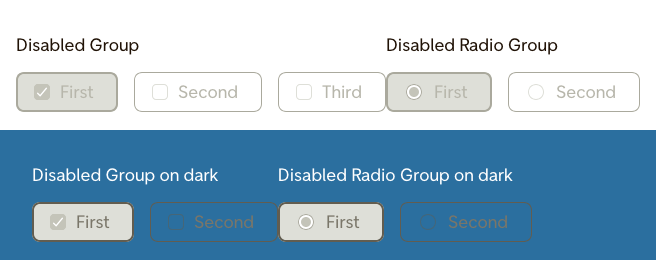 Disabled Group
Disabled Radio Group
First
Second
Third
First
Second
Disabled Group on dark
Disabled Radio Group on dark
First
Second
First
Second